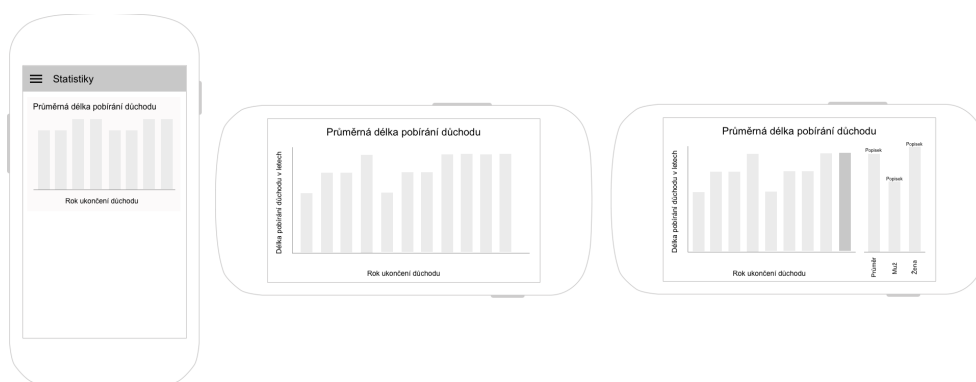 Statistiky
Průměrná délka pobírání důchodu
Rok ukončení důchodu
Průměrná délka pobírání důchodu
Délka pobírání důchodu v letech
Rok ukončení důchodu
Průměrná délka pobírání důchodu
Délka pobírání důchodu v letech
Rok ukončení důchodu
Popisek
Popisek
Popisek
Průměr
Muž
Žena